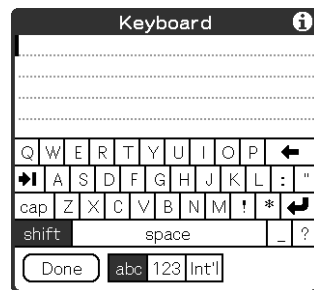 Keyboard i
Q W E R T Y U I O P
A S D F G H J K L : "
cap Z X C V B N M ! *
shift space _ ?
Done abc 123 Int'l